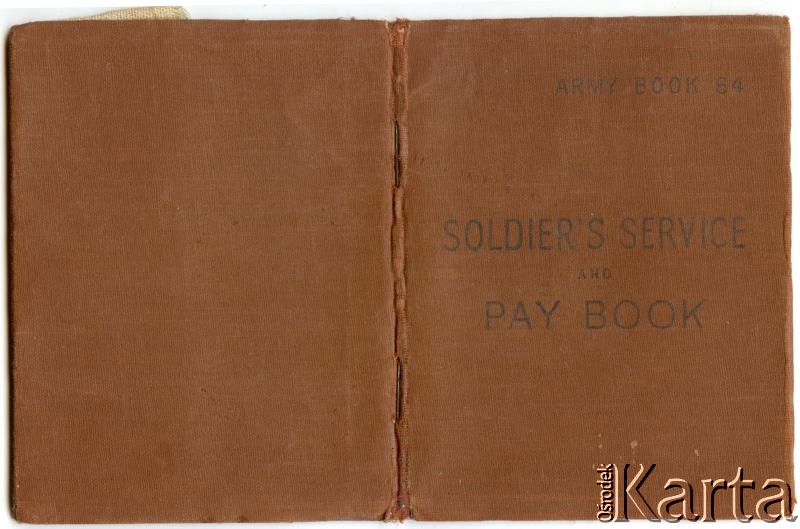 ARMY BOOK 64
SOLDIER'S SERVICE
AND
PAY BOOK
Ośrodek Karta